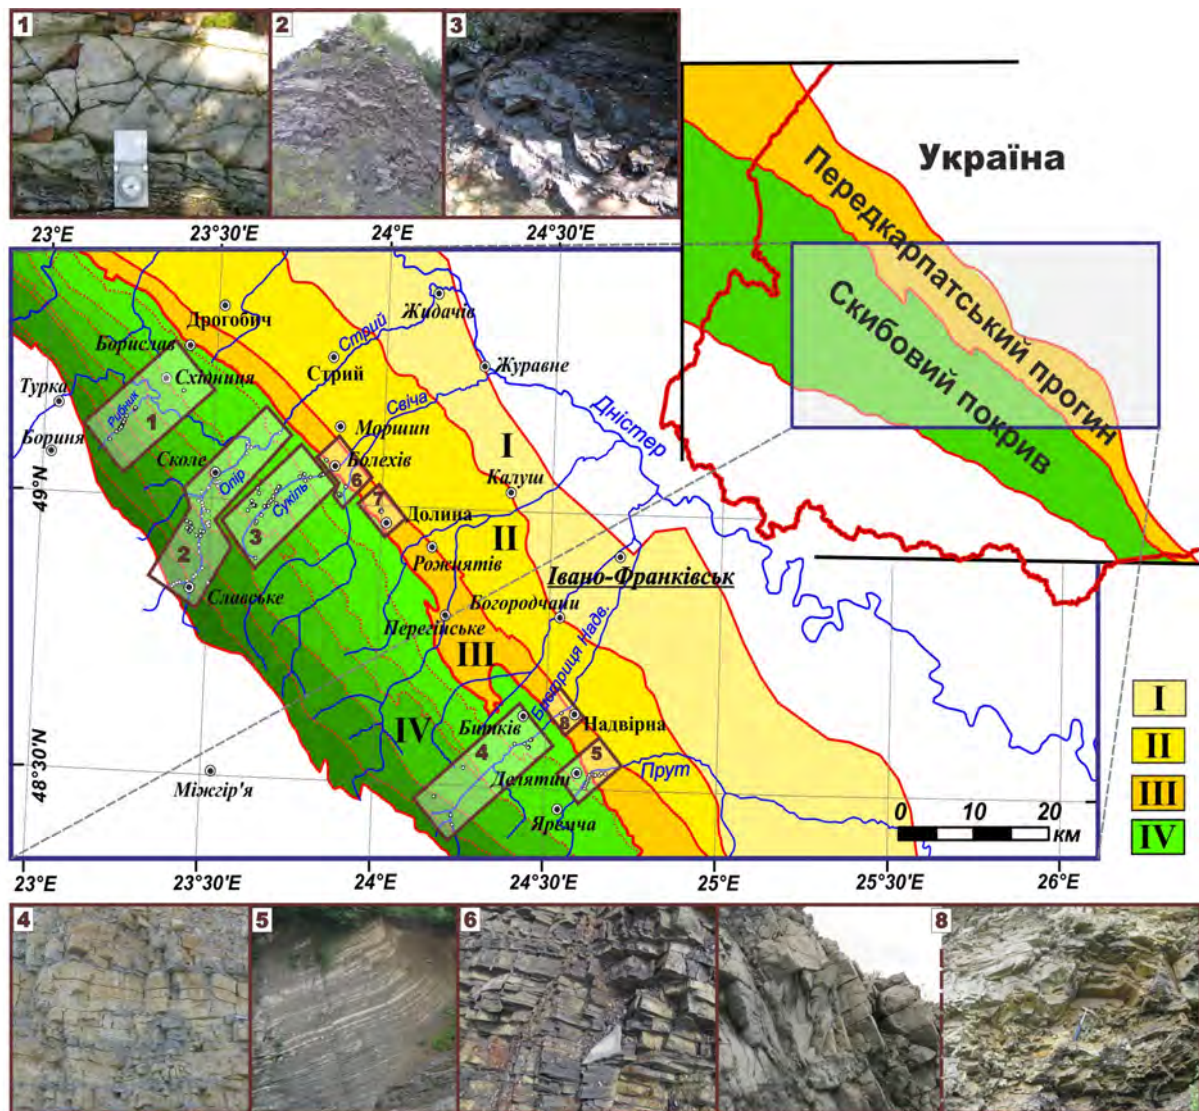 1
2
3
Україна
Передкарпатський прогин
Скибовий покрив
23°E
23°30'E
24°E
24°30'E
Дрогобич
Борислав
Східниця
Турка
Рибник
1
Бориня
Стрий
Стрий
Жидачів
Журавне
Свіча
Моршин
Дністер
Сколе
Опір
Болехів
6
7
I
Калуш
49°N
Сукіль
3
2
Долина
II
Рожнятів
Славське
Івано-Франківськ
Богородчани
Перегінське
III
Бистриця Надв.
IV
Битків
8
Надвірна
4
5
Делятин
Прут
48°30'N
Міжгір'я
Яремча
0
10
20
км
I
II
III
IV
23°E
23°30'E
24°E
24°30'E
25°E
25°30'E
26°E
4
5
6
8